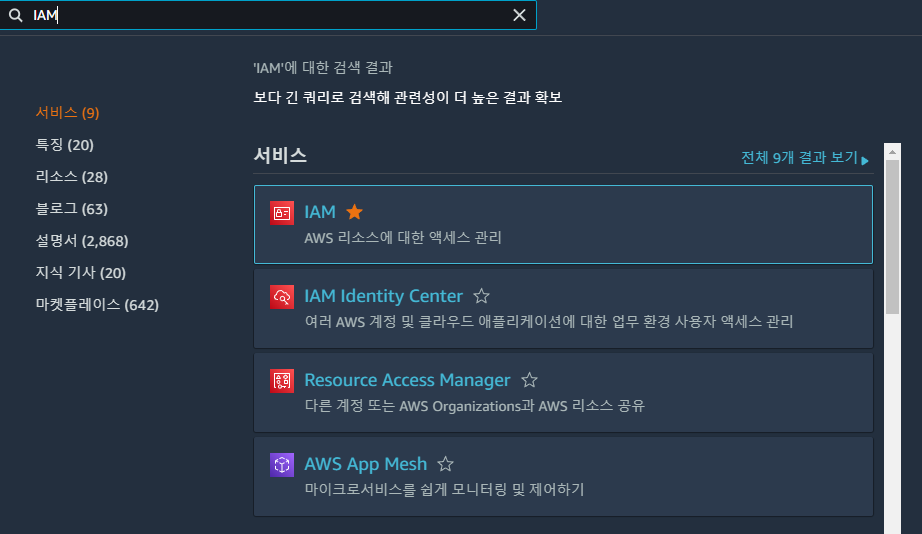 IAM
'IAM'에 대한 검색 결과
보다 긴 쿼리로 검색해 관련성이 더 높은 결과 확보
서비스 (9)
특징 (20)
리소스 (28)
블로그 (63)
설명서 (2,868)
지식 기사 (20)
마켓플레이스 (642)
서비스
전체 9개 결과 보기
IAM
AWS 리소스에 대한 액세스 관리
IAM Identity Center
여러 AWS 계정 및 클라우드 애플리케이션에 대한 업무 환경 사용자 액세스 관리
Resource Access Manager
다른 계정 또는 AWS Organizations과 AWS 리소스 공유
AWS App Mesh
마이크로서비스를 쉽게 모니터링 및 제어하기